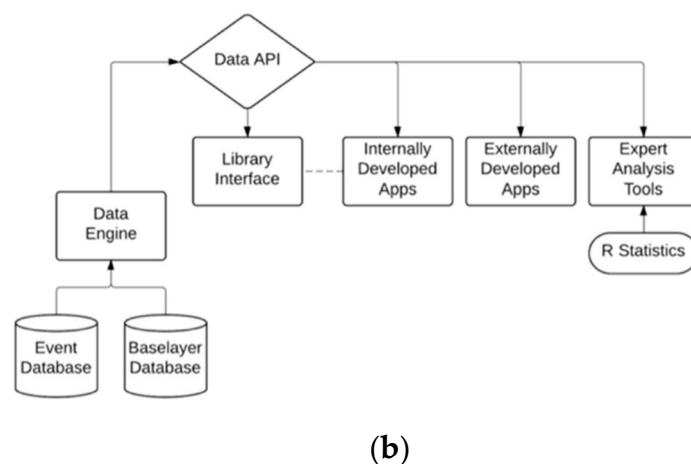 Data API
Library
Interface
Internally
Developed
Apps
Externally
Developed
Apps
Expert
Analysis
Tools
Data
Engine
R Statistics
Event
Database
Baselayer
Database
(b)